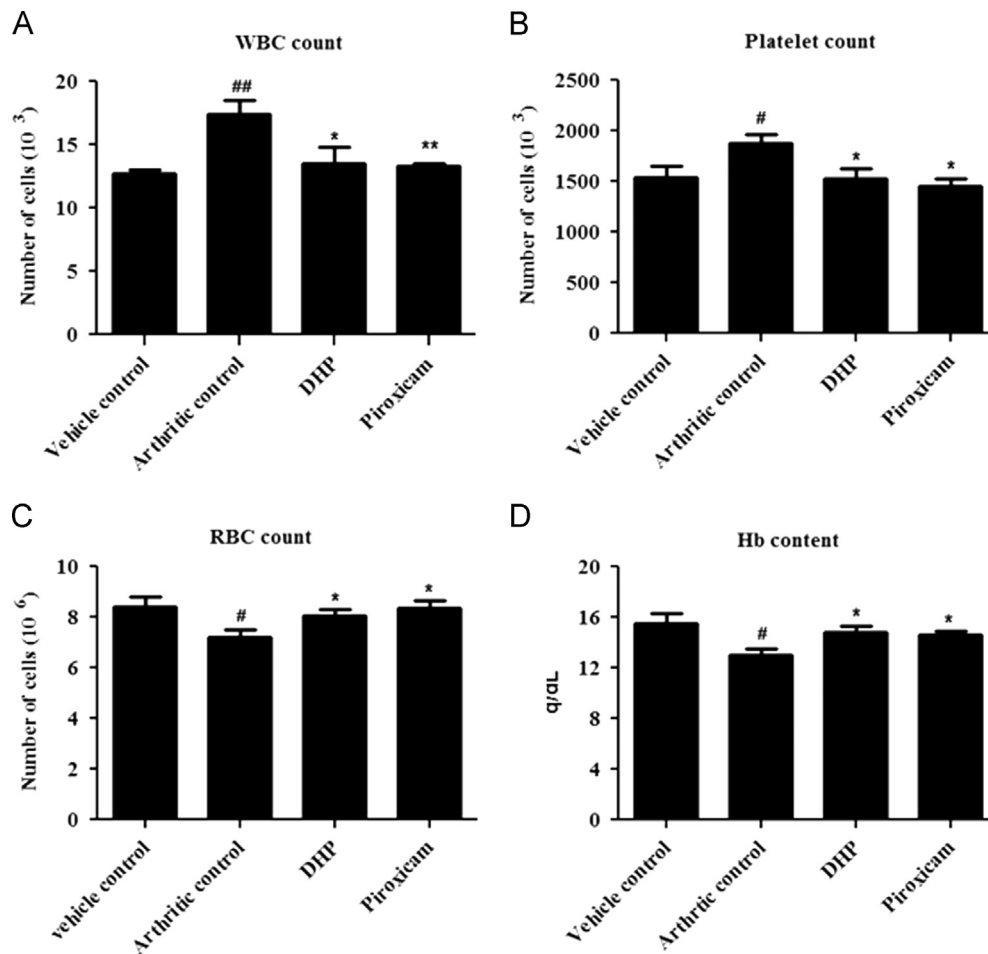 A
WBC count
Number of cells (10 3)
20
15
10
5
0
##
*
**
Vehicle control
Arthritic control
DHP
Piroxicam
B
Platelet count
Number of cells (10 3)
2500
2000
1500
1000
500
0
#
*
*
Vehicle control
Arthritic control
DHP
Piroxicam
C
RBC count
Number of cells (10 6)
10
8
6
4
2
0
#
*
*
vehicle control
Arthritic control
DHP
Piroxicam
D
Hb content
g/dL
20
16
12
8
4
0
#
*
*
Vehicle control
Arthrtic control
DHP
Piroxicam